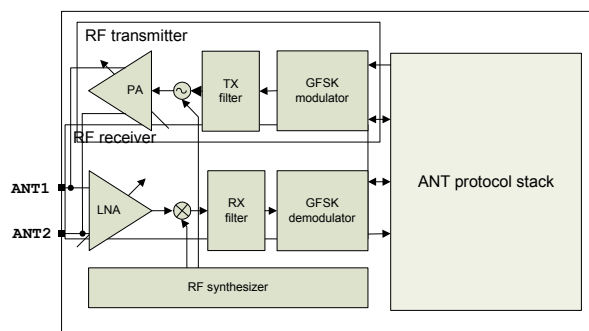 RF transmitter
PA
TX
filter
GFSK
modulator
RF receiver
ANT1
ANT2
LNA
RX
filter
GFSK
demodulator
ANT protocol stack
RF synthesizer